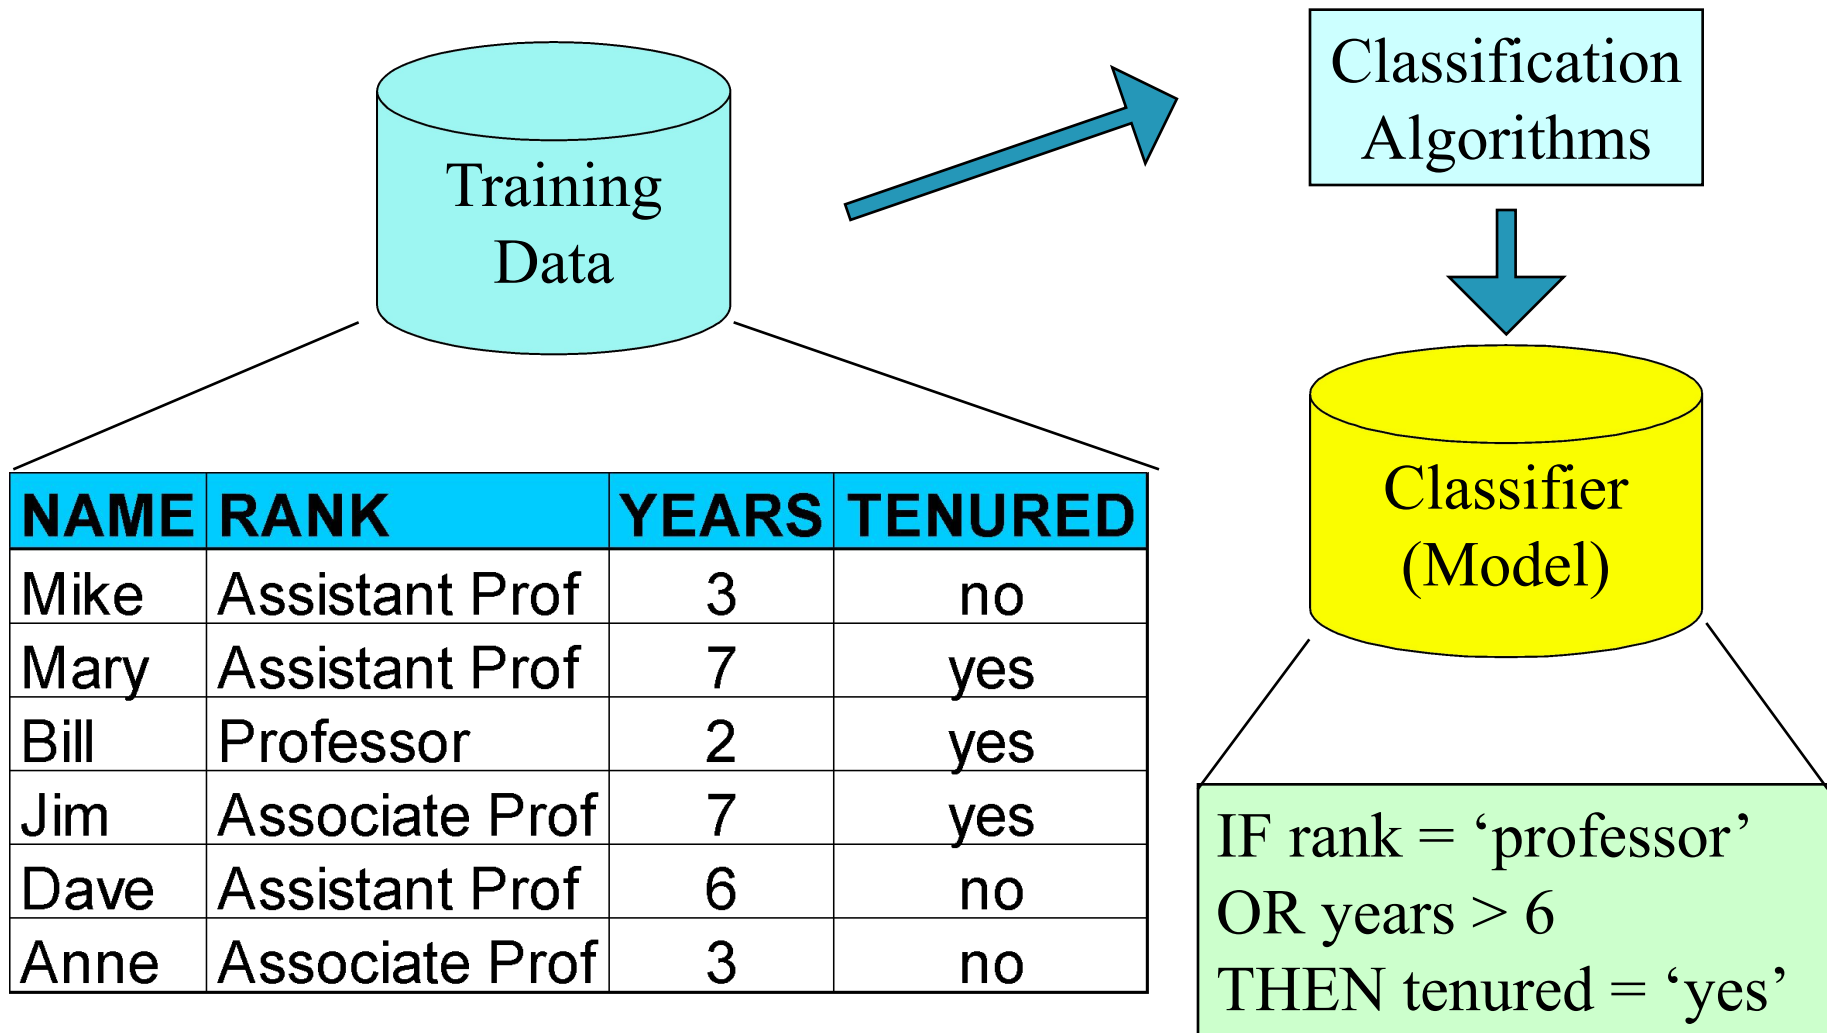 Training
Data
Classification
Algorithms
Classifier
(Model)
NAME RANK YEARS TENURED
Mike Assistant Prof 3 no
Mary Assistant Prof 7 yes
Bill Professor 2 yes
Jim Associate Prof 7 yes
Dave Assistant Prof 6 no
Anne Associate Prof 3 no
IF rank = ‘professor’
OR years > 6
THEN tenured = ‘yes’